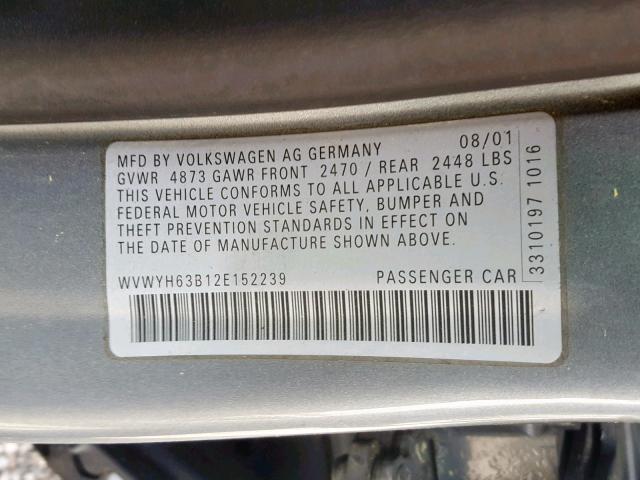 MFD BY VOLKSWAGEN AG GERMANY 08/01
GVWR 4873 GAWR FRONT 2470 / REAR 2448 LBS
THIS VEHICLE CONFORMS TO ALL APPLICABLE U.S.
FEDERAL MOTOR VEHICLE SAFETY, BUMPER AND
THEFT PREVENTION STANDARDS IN EFFECT ON
THE DATE OF MANUFACTURE SHOWN ABOVE.
WVWYH63B12E152239 PASSENGER CAR
3310197 1016